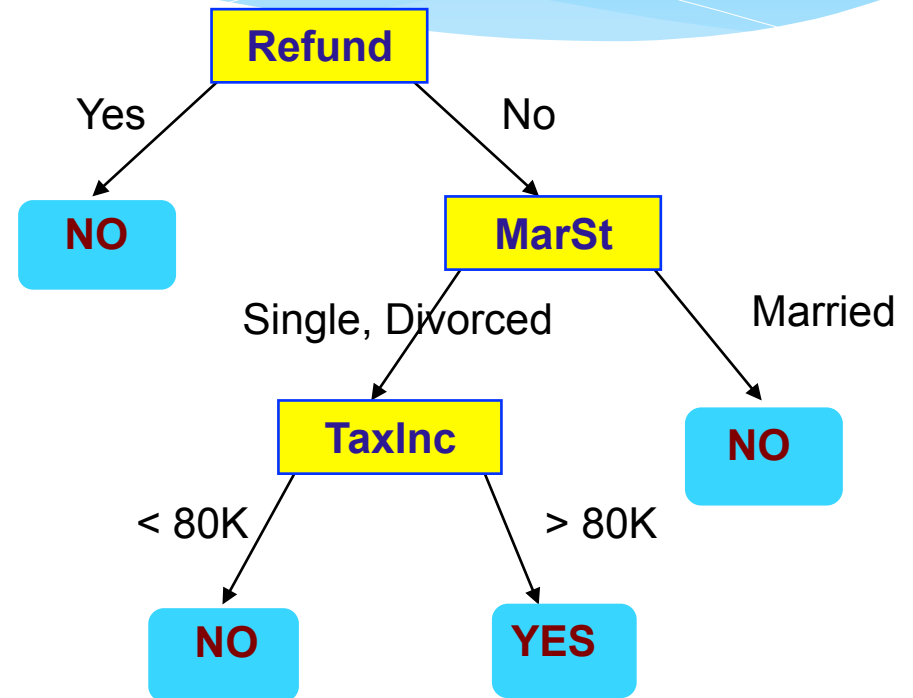 Refund
Yes
No
NO
MarSt
Single, Divorced
Married
TaxInc
NO
< 80K
> 80K
NO
YES